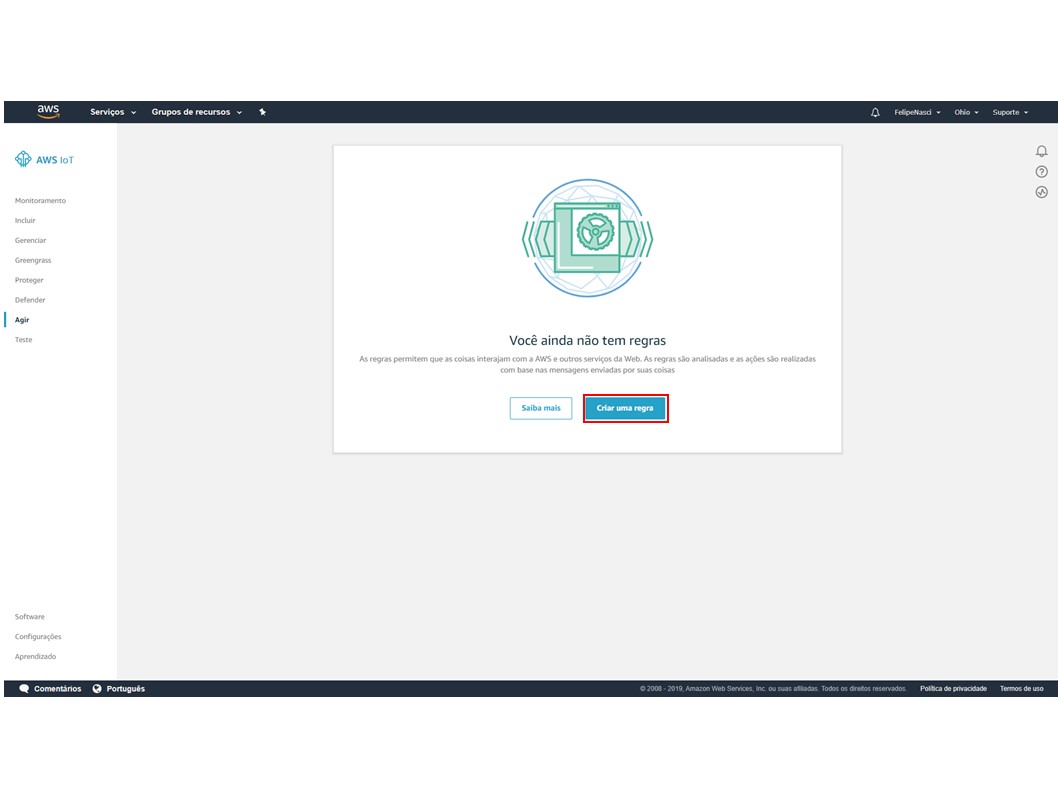 aws Serviços Grupos de recursos FelipeNasci Ohio Suporte
AWS IoT
Monitoramento
Incluir
Gerenciar
Greengrass
Proteger
Defender
Agir
Teste
Você ainda não tem regras
As regras permitem que as coisas interajam com a AWS e outros serviços da Web. As regras são analisadas e as ações são realizadas
com base nas mensagens enviadas por suas coisas
Saiba mais Criar uma regra
Software
Configurações
Aprendizado
Comentários Português © 2008 - 2019, Amazon Web Services, Inc. ou suas afiliadas. Todos os direitos reservados. Política de privacidade Termos de uso